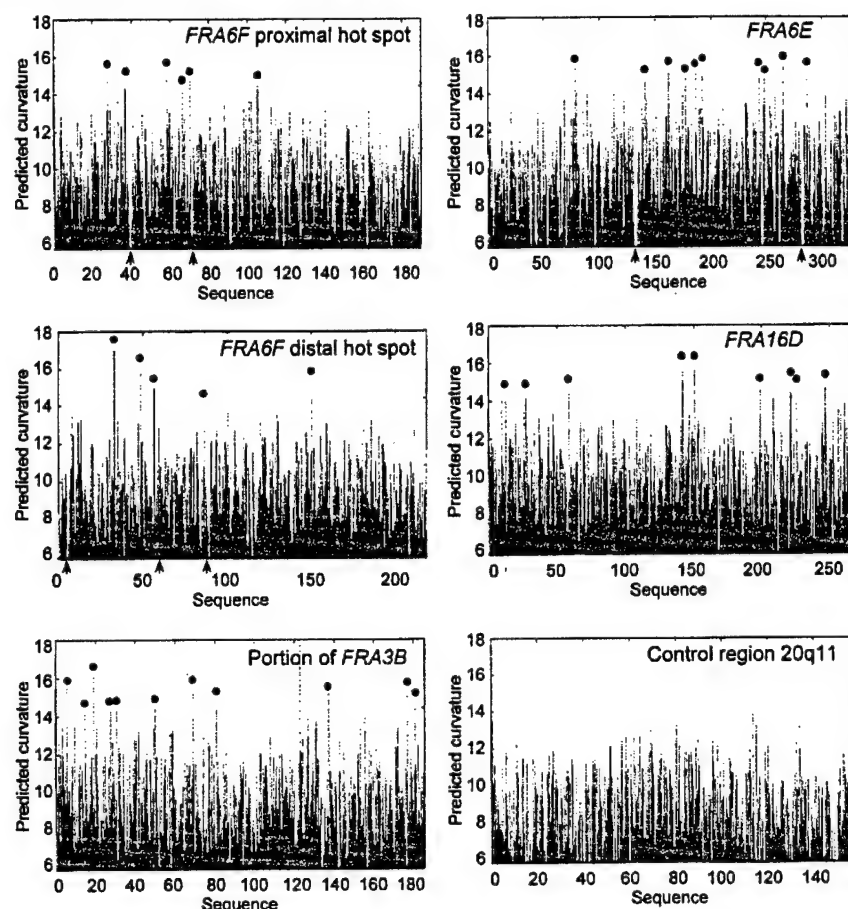 FRA6F proximal hot spot
Predicted curvature
18
16
14
12
10
8
6
0 20 40 60 80 100 120 140 160 180
Sequence
FRA6E
Predicted curvature
18
16
14
12
10
8
6
0 50 100 150 200 250 300
Sequence
FRA6F distal hot spot
Predicted curvature
18
16
14
12
10
8
6
0 50 100 150 200
Sequence
FRA16D
Predicted curvature
18
16
14
12
10
8
6
0 50 100 150 200 250
Sequence
Portion of FRA3B
Predicted curvature
18
16
14
12
10
8
6
0 20 40 60 80 100 120 140 160 180
Sequence
Control region 20q11
Predicted curvature
18
16
14
12
10
8
6
0 20 40 60 80 100 120 140
Sequence